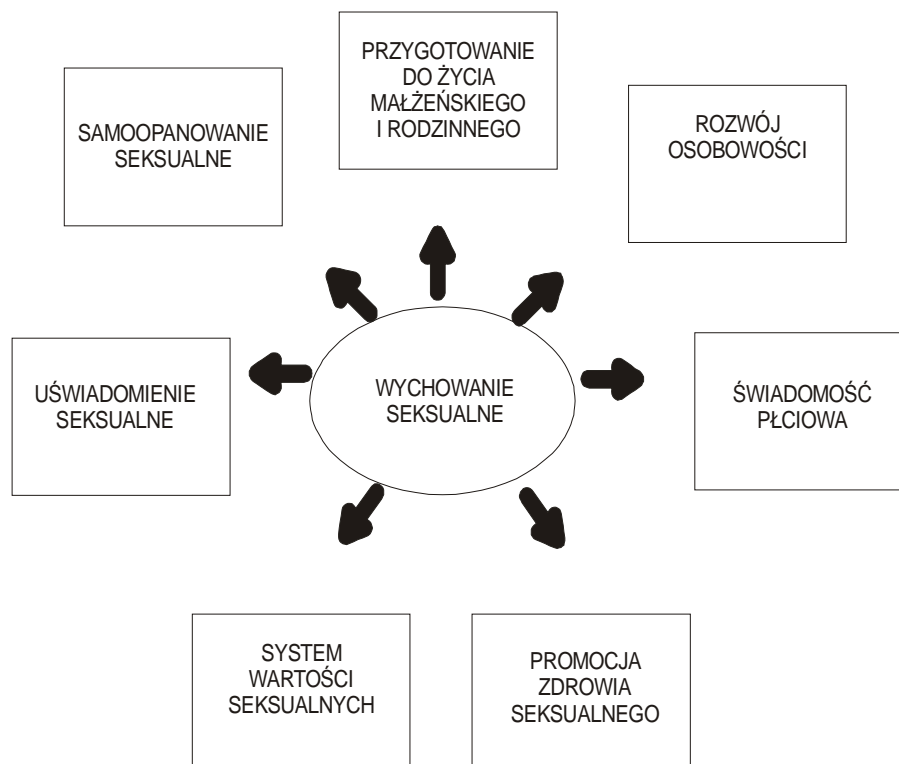 PRZYGOTOWANIE
DO ŻYCIA
MAŁŻEŃSKIEGO
I RODZINNEGO
SAMOOPANOWANIE
SEKSUALNE
ROZWÓJ
OSOBOWOŚCI
UŚWIADOMIENIE
SEKSUALNE
WYCHOWANIE
SEKSUALNE
ŚWIADOMOŚĆ
PŁCIOWA
SYSTEM
WARTOŚCI
SEKSUALNYCH
PROMOCJA
ZDROWIA
SEKSUALNEGO